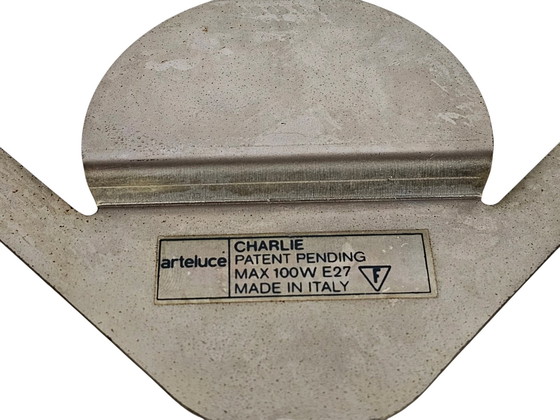 arteluce
CHARLIE
PATENT PENDING
MAX 100W E27 F
MADE IN ITALY